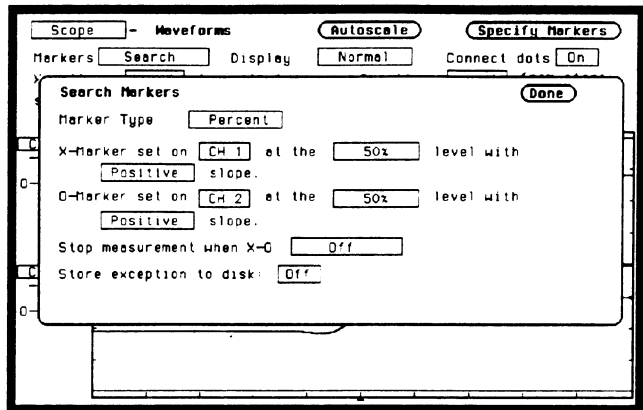 Scope - Waveforms Autoscale Specify Markers
Markers Search Display Normal Connect dots On
Search Markers Done
Marker Type Percent
X-Marker set on CH 1 at the 50% level with
Positive slope.
O-Marker set on CH 2 at the 50% level with
Positive slope.
Stop measurement when X-O Off
Store exception to disk: Off